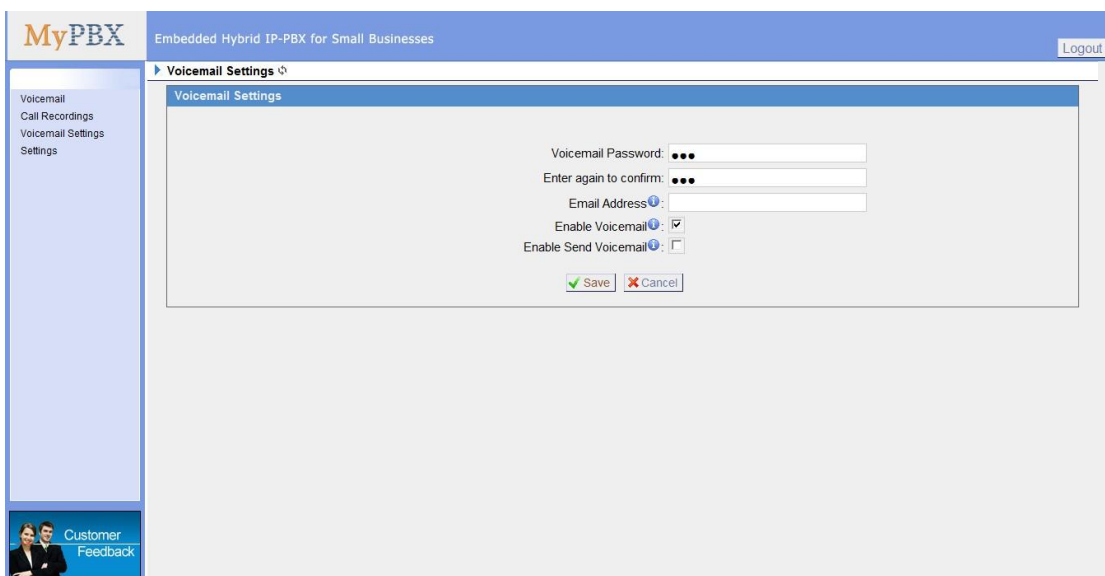 MyPBX
Embedded Hybrid IP-PBX for Small Businesses
Logout
Voicemail
Call Recordings
Voicemail Settings
Settings
Voicemail Settings
Voicemail Settings
Voicemail Password: •••
Enter again to confirm: •••
Email Address i:
Enable Voicemail i:
Enable Send Voicemail i:
Save
Cancel
Customer
Feedback